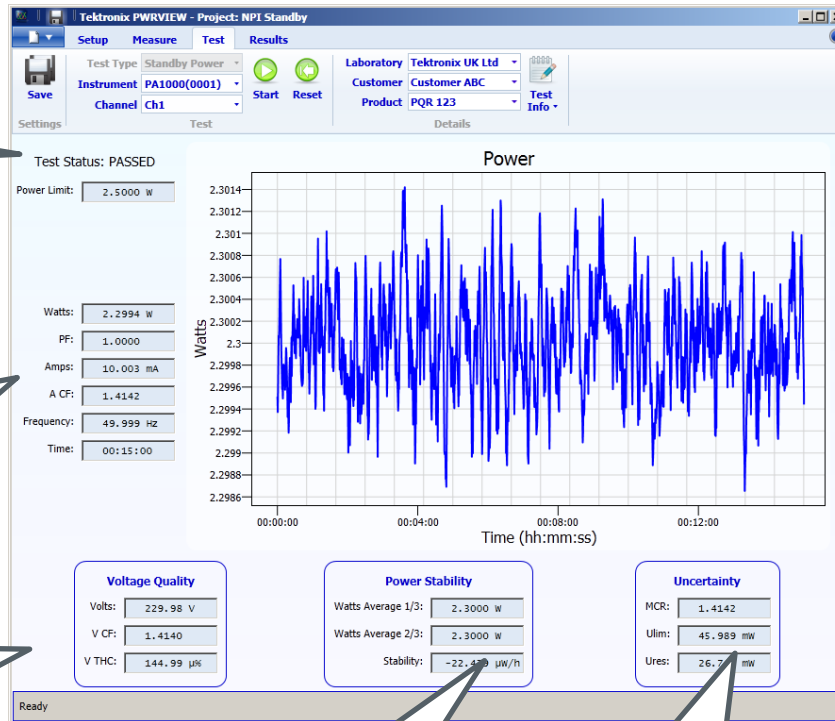 Tektronix PWRVIEW - Project: NPI Standby
Setup Measure Test Results
Test Type Standby Power
Instrument PA1000(0001)
Channel Ch1
Save
Start Reset
Laboratory Tektronix UK Ltd
Customer Customer ABC
Product PQR 123
Test
Info
Settings Test Details
Test Status: PASSED
Power Limit: 2.5000 W
Watts: 2.2994 W
PF: 1.0000
Amps: 10.003 mA
A CF: 1.4142
Frequency: 49.999 Hz
Time: 00:15:00
Power
Watts
2.3014
2.3012
2.301
2.3008
2.3006
2.3004
2.3002
2.3
2.2998
2.2996
2.2994
2.2992
2.299
2.2988
2.2986
00:00:00 00:04:00 00:08:00 00:12:00
Time (hh:mm:ss)
Voltage Quality
Volts: 229.98 V
V CF: 1.4140
V THC: 144.99 µ%
Power Stability
Watts Average 1/3: 2.3000 W
Watts Average 2/3: 2.3000 W
Stability: µW/h
Uncertainty
MCR: 1.4142
Ulim: 45.989 mW
Ures: mW
Ready